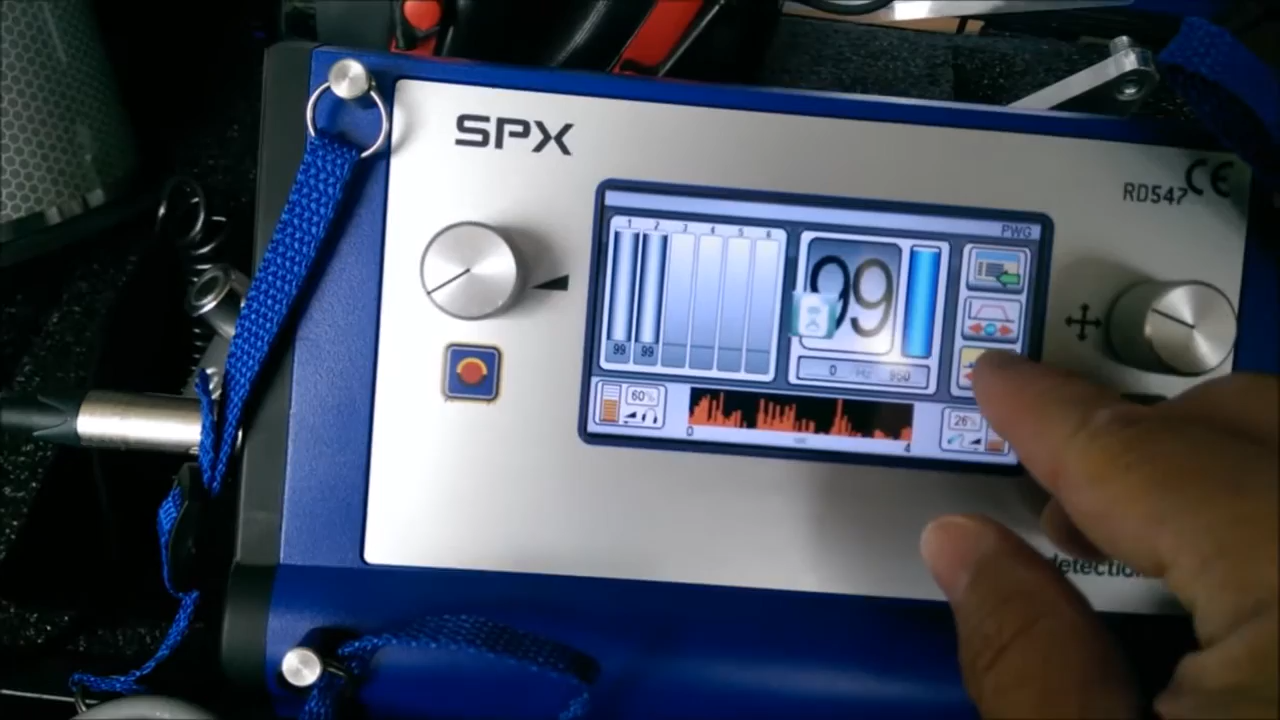 SPX
CE
RD547
PWG
1 2 3 4 5 6
99
99 99
0 Hz 950
60%
26%
0
4
detection